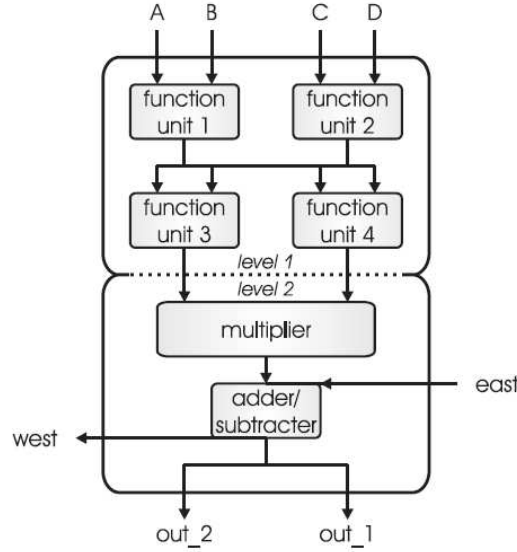 A B C D
function unit 1
function unit 2
function unit 3
function unit 4
level 1
level 2
multiplier
east
adder/
subtracter
west
out_2 out_1